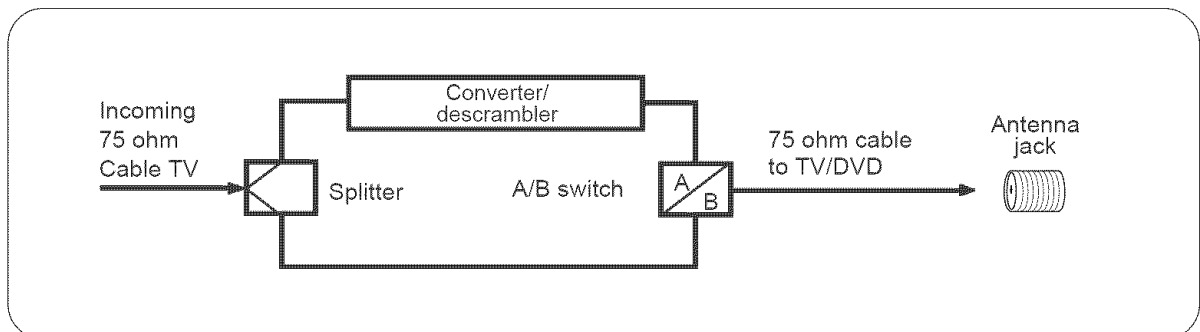 Incoming
75 ohm
Cable TV
Splitter
Converter/
descrambler
A/B switch
A
B
75 ohm cable
to TV/DVD
Antenna
jack